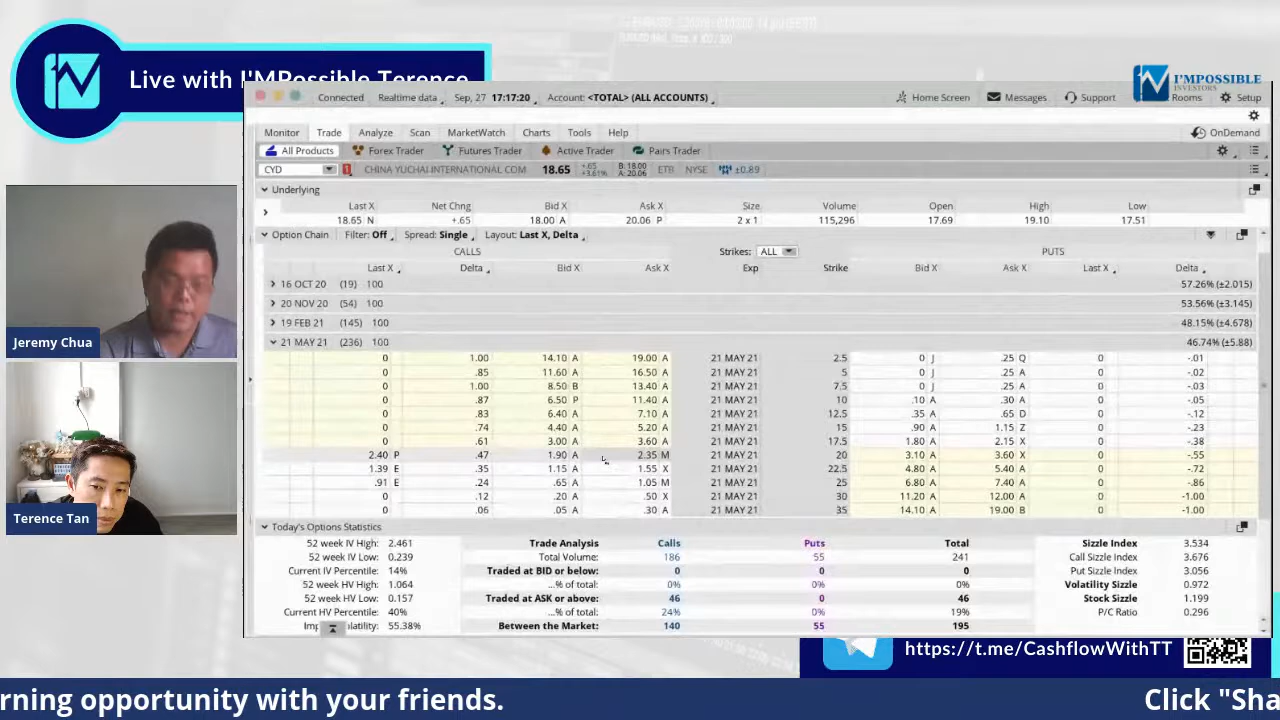 Live with I'MPossible Terence
I'MPOSSIBLE
INVESTORS
Connected Realtime data Sep, 27 17:17:20 Account: <TOTAL> (ALL ACCOUNTS) Home Screen Messages Support Rooms Setup
Monitor Trade Analyze Scan MarketWatch Charts Tools Help OnDemand
All Products Forex Trader Futures Trader Active Trader Pairs Trader
CYD 1 CHINA YUCHAI INTERNATIONAL COM 18.65 +.65 +3.61% B: 18.00 A: 20.06 ETB NYSE ±0.89
Underlying
Last X Net Chng Bid X Ask X Size Volume Open High Low
18.65 N +.65 18.00 A 20.06 P 2 x 1 115,296 17.69 19.10 17.51
Option Chain Filter: Off Spread: Single Layout: Last X, Delta
CALLS Strikes: ALL PUTS
Last X Delta Bid X Ask X Exp Strike Bid X Ask X Last X Delta
16 OCT 20 (19) 100 57.26% (±2.015)
20 NOV 20 (54) 100 53.56% (±3.145)
19 FEB 21 (145) 100 48.15% (±4.678)
21 MAY 21 (236) 100 46.74% (±5.88)
0 1.00 14.10 A 19.00 A 21 MAY 21 2.5 0 J .25 Q 0 -.01
0 .85 11.60 A 16.50 A 21 MAY 21 5 0 J .25 A 0 -.02
0 1.00 8.50 B 13.40 A 21 MAY 21 7.5 0 J .25 A 0 -.03
0 .87 6.50 P 11.40 A 21 MAY 21 10 .10 A .30 A 0 -.05
0 .83 6.40 A 7.10 A 21 MAY 21 12.5 .35 A .65 D 0 -.12
0 .74 4.40 A 5.20 A 21 MAY 21 15 .90 A 1.15 Z 0 -.23
0 .61 3.00 A 3.60 A 21 MAY 21 17.5 1.80 A 2.15 X 0 -.38
2.40 P .47 1.90 A 2.35 M 21 MAY 21 20 3.10 A 3.60 X 0 -.55
1.39 E .35 1.15 A 1.55 X 21 MAY 21 22.5 4.80 A 5.40 A 0 -.72
.91 E .24 .65 A 1.05 M 21 MAY 21 25 6.80 A 7.40 A 0 -.86
0 .12 .20 A .50 X 21 MAY 21 30 11.20 A 12.00 A 0 -1.00
0 .06 .05 A .30 A 21 MAY 21 35 14.10 A 19.00 B 0 -1.00
Today's Options Statistics
52 week IV High: 2.461 Trade Analysis Calls Puts Total Sizzle Index 3.534
52 week IV Low: 0.239 Total Volume: 186 55 241 Call Sizzle Index 3.676
Current IV Percentile: 14% Traded at BID or below: 0 0 0 Put Sizzle Index 3.056
52 week HV High: 1.064 ...% of total: 0% 0% 0% Volatility Sizzle 0.972
52 week HV Low: 0.157 Traded at ASK or above: 46 0 46 Stock Sizzle 1.199
Current HV Percentile: 40% ...% of total: 24% 0% 19% P/C Ratio 0.296
55.38% Between the Market: 140 55 195
Jeremy Chua
Terence Tan
https://t.me/CashflowWithTT
rning opportunity with your friends. Click "Sha